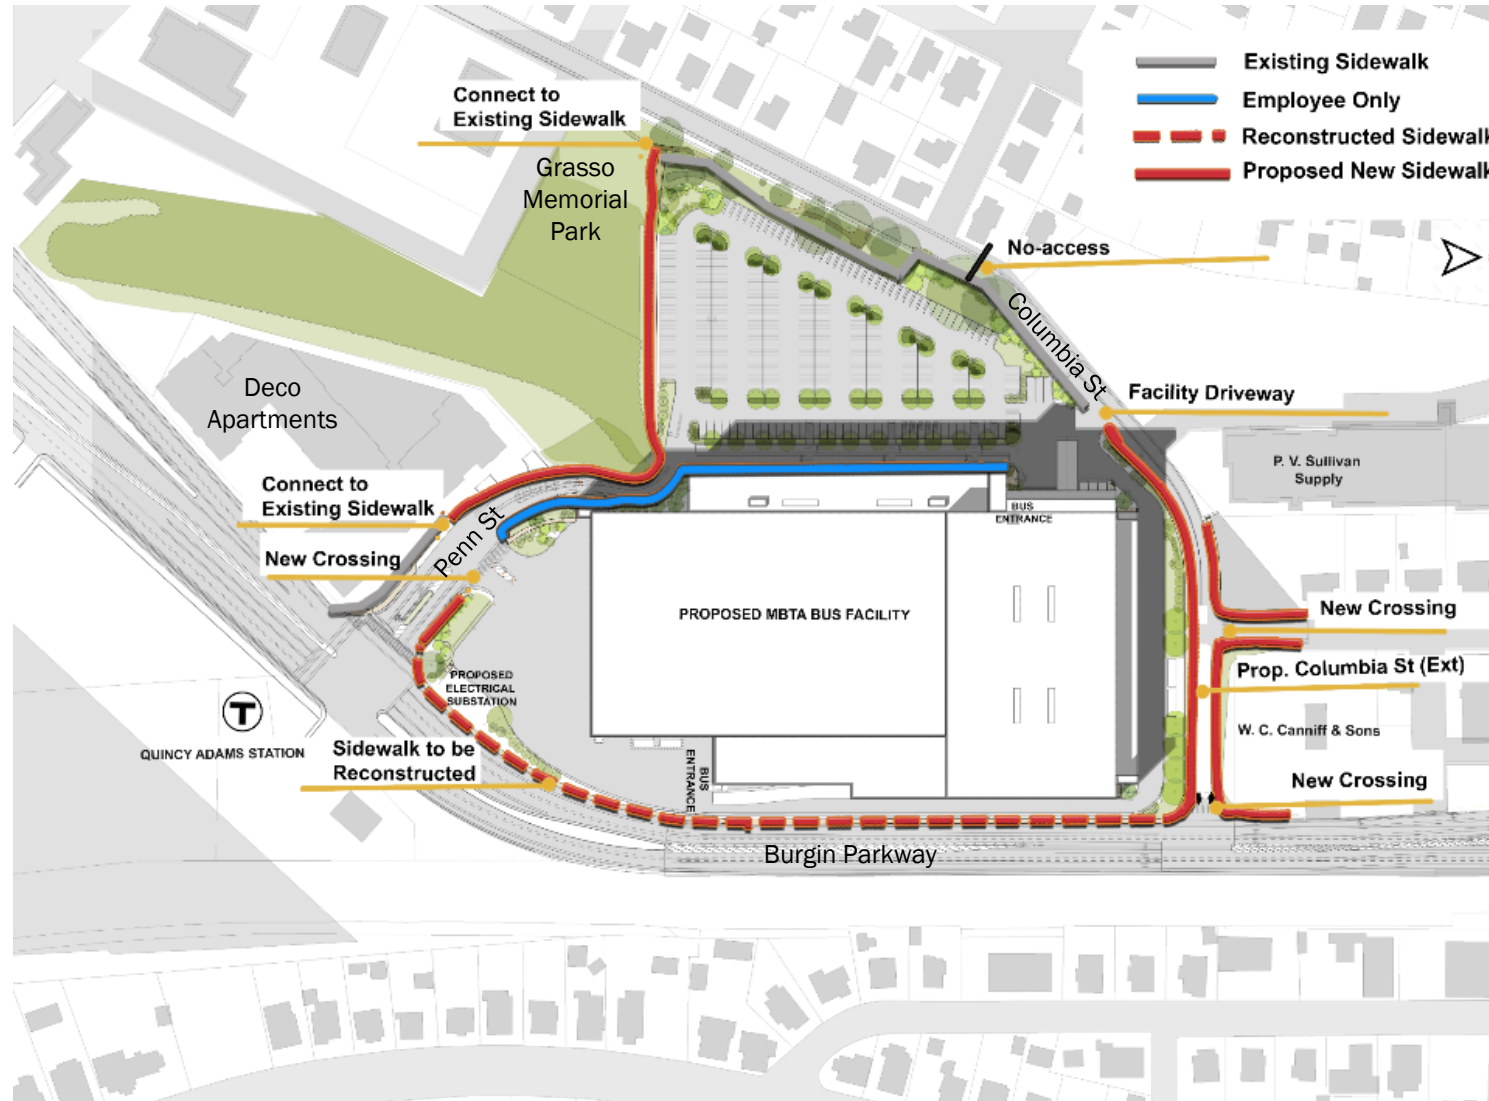 Existing Sidewalk
Employee Only
Reconstructed Sidewalk
Proposed New Sidewalk
Connect to
Existing Sidewalk
Grasso
Memorial
Park
No-access
Columbia St
Facility Driveway
Deco
Apartments
P. V. Sullivan
Supply
Connect to
Existing Sidewalk
Penn St
New Crossing
BUS
ENTRANCE
PROPOSED MBTA BUS FACILITY
New Crossing
Prop. Columbia St (Ext)
W. C. Canniff & Sons
New Crossing
PROPOSED
ELECTRICAL
SUBSTATION
T
QUINCY ADAMS STATION
Sidewalk to be
Reconstructed
BUS
ENTRANCE
Burgin Parkway